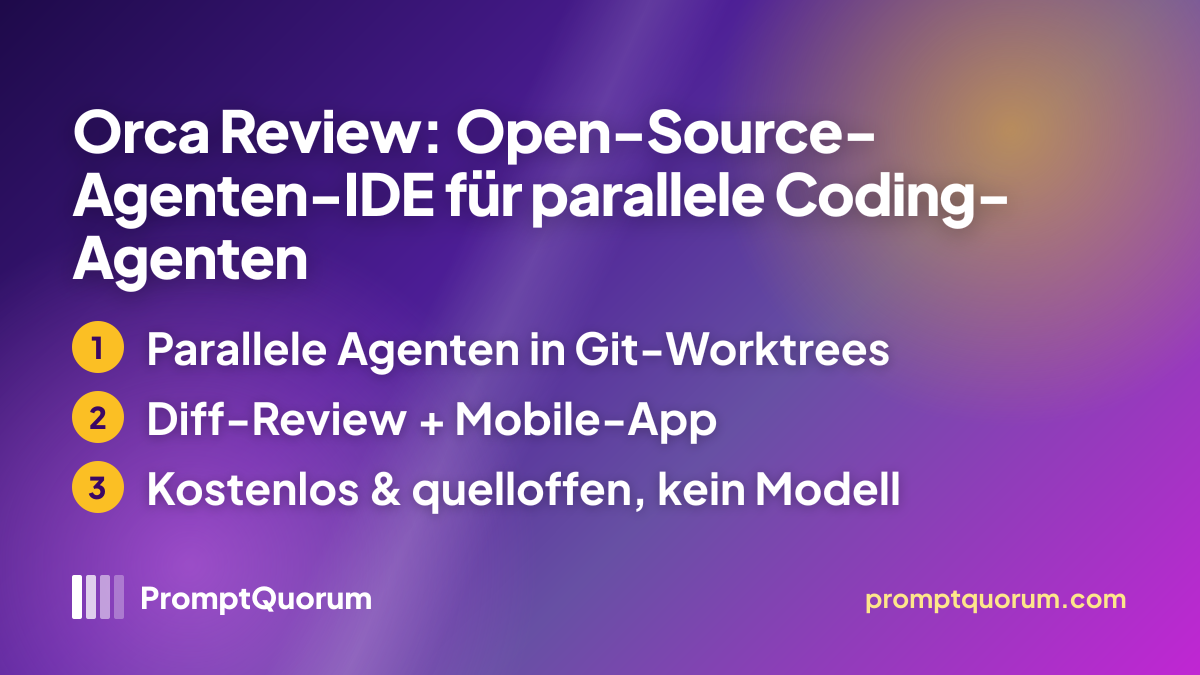 Orca Review: Open-Source-
Agenten-IDE für parallele Coding-
Agenten
1 Parallele Agenten in Git-Worktrees
2 Diff-Review + Mobile-App
3 Kostenlos & quelloffen, kein Modell
PromptQuorum
promptquorum.com